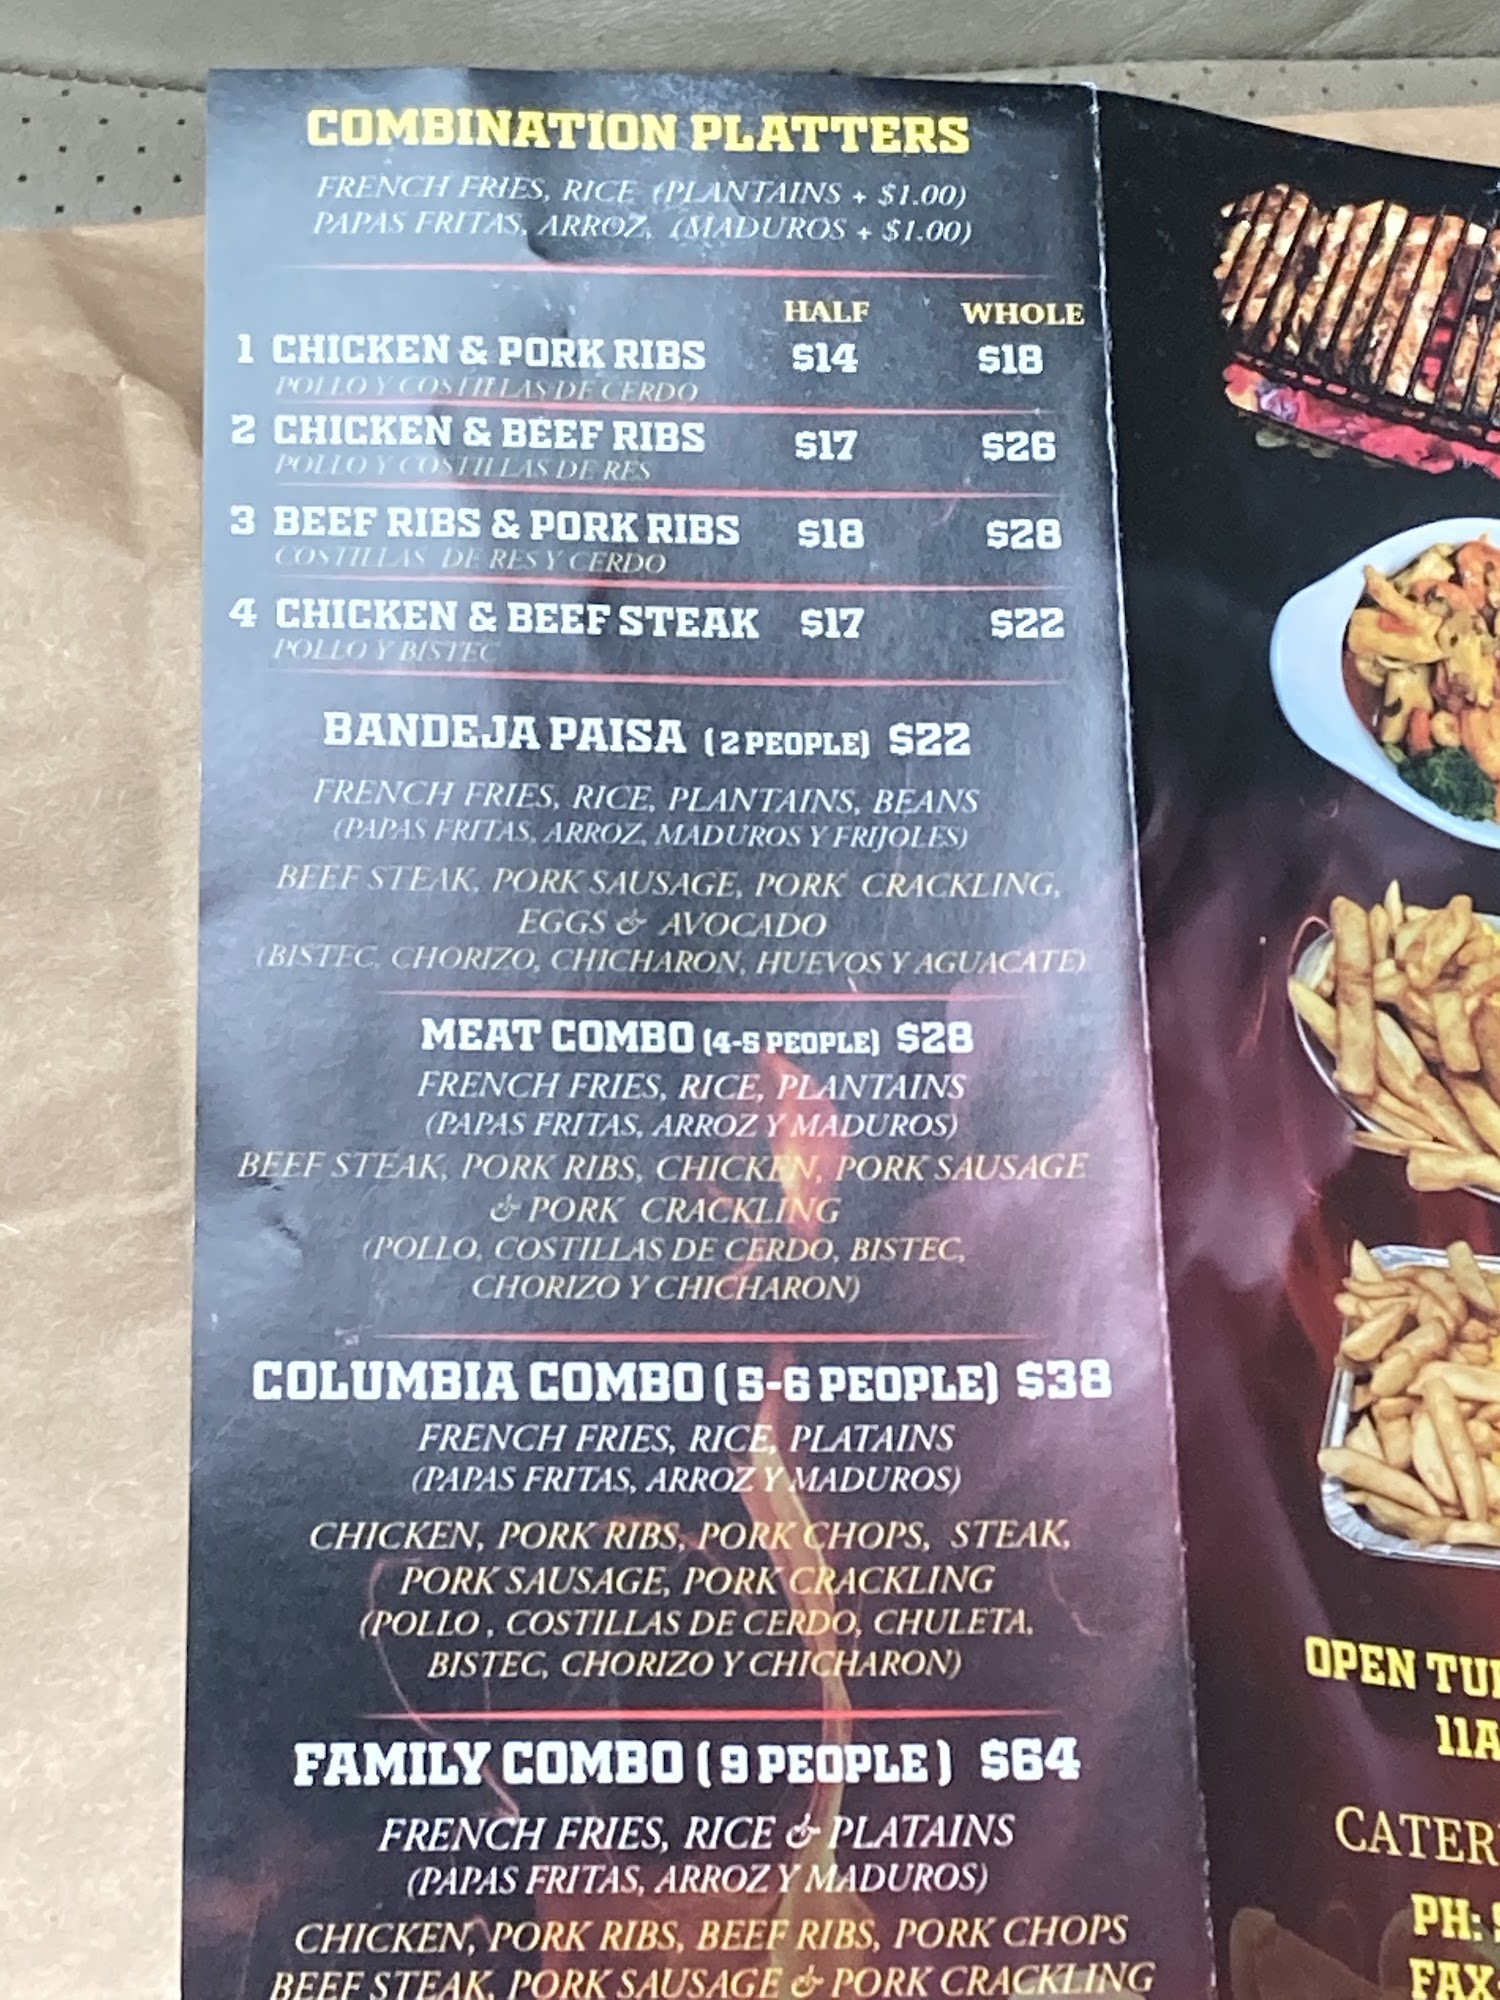 COMBINATION PLATTERS
FRENCH FRIES, RICE (PLANTAINS + $1.00)
PAPAS FRITAS, ARROZ, (MADUROS + $1.00)
HALF WHOLE
1 CHICKEN & PORK RIBS $14 $18
POLLO Y COSTILLAS DE CERDO
2 CHICKEN & BEEF RIBS $17 $26
POLLO Y COSTILLAS DE RES
3 BEEF RIBS & PORK RIBS $18 $28
COSTILLAS DE RES Y CERDO
4 CHICKEN & BEEF STEAK $17 $22
POLLO Y BISTEC
BANDEJA PAISA (2 PEOPLE) $22
FRENCH FRIES, RICE, PLANTAINS, BEANS
(PAPAS FRITAS, ARROZ, MADUROS Y FRIJOLES)
BEEF STEAK, PORK SAUSAGE, PORK CRACKLING,
EGGS & AVOCADO
(BISTEC, CHORIZO, CHICHARON, HUEVOS Y AGUACATE)
MEAT COMBO (4-5 PEOPLE) $28
FRENCH FRIES, RICE, PLANTAINS
(PAPAS FRITAS, ARROZ Y MADUROS)
BEEF STEAK, PORK RIBS, CHICKEN, PORK SAUSAGE
& PORK CRACKLING
(POLLO, COSTILLAS DE CERDO, BISTEC,
CHORIZO Y CHICHARON)
COLUMBIA COMBO ( 5-6 PEOPLE) $38
FRENCH FRIES, RICE, PLATAINS
(PAPAS FRITAS, ARROZ Y MADUROS)
CHICKEN, PORK RIBS, PORK CHOPS, STEAK,
PORK SAUSAGE, PORK CRACKLING
(POLLO , COSTILLAS DE CERDO, CHULETA,
BISTEC, CHORIZO Y CHICHARON)
FAMILY COMBO ( 9 PEOPLE ) $64
FRENCH FRIES, RICE & PLATAINS
(PAPAS FRITAS, ARROZ Y MADUROS)
CHICKEN, PORK RIBS, BEEF RIBS, PORK CHOPS
BEEF STEAK, PORK SAUSAGE & PORK CRACKLING
OPEN
11A
PH:
FAX